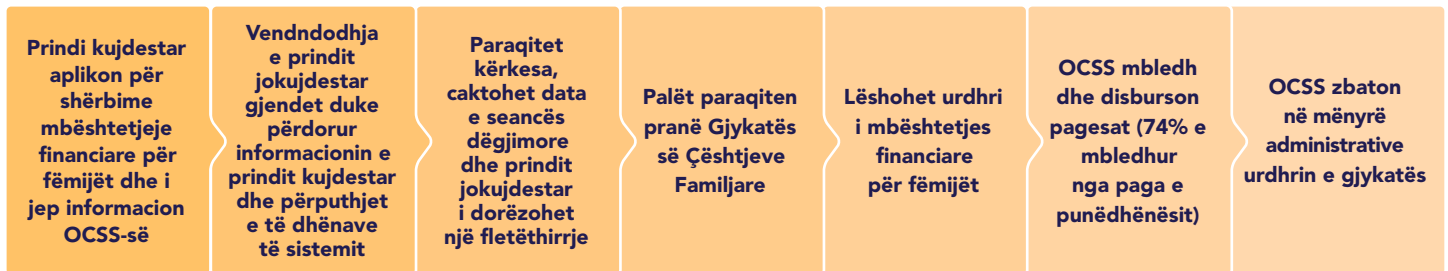 Prindi kujdestar
aplikon për
shërbime
mbështetjeje
financiare për
fëmijët dhe i
jep informacion
OCSS-së
Vendndodhja
e prindit
jokujdestar
gjendet duke
përdorur
informacionin e
prindit kujdestar
dhe përputhjet
e të dhënave
të sistemit
Paraqitet
kërkesa,
caktohet data
e seancës
dëgjimore
dhe prindit
jokujdestar
i dorëzohet
një fletëthirrje
Palët paraqiten
pranë Gjykatës
së Çështjeve
Familjare
Lëshohet urdhri
i mbështetjes
financiare
për fëmijët
OCSS mbledh
dhe disburson
pagesat (74% e
mbledhur
nga paga e
punëdhënësit)
OCSS zbaton
në mënyrë
administrative
urdhrin e gjykatës